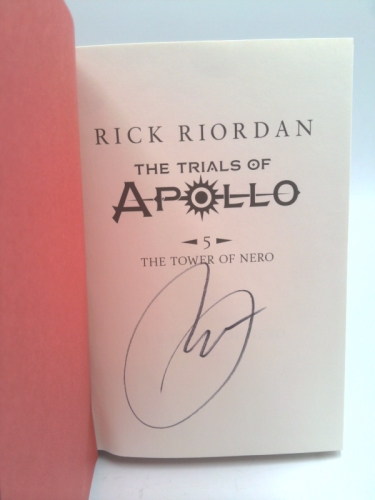 RICK RIORDAN
THE TRIALS OF
APOLLO
5
THE TOWER OF NERO